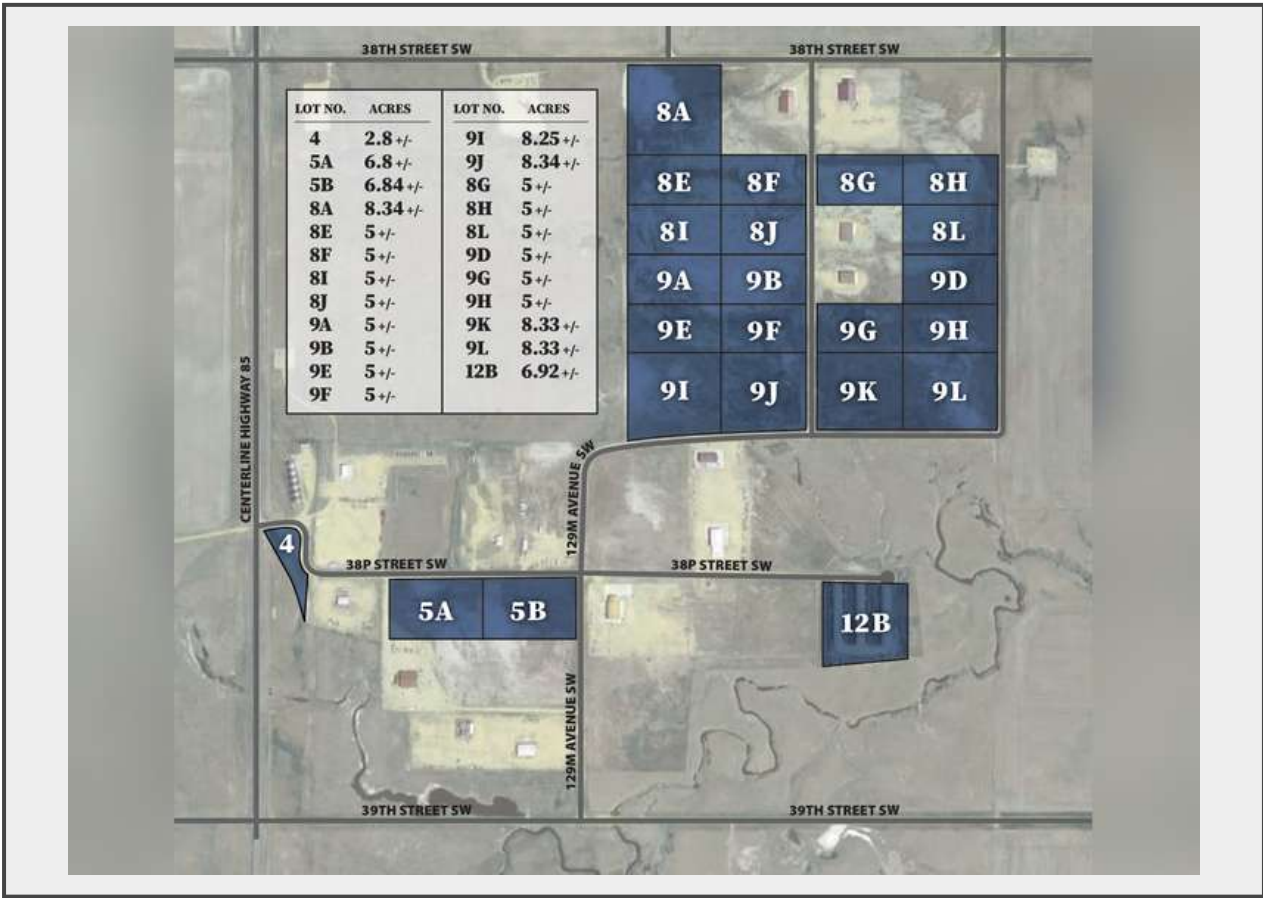 38TH STREET SW
38TH STREET SW
LOT NO. ACRES
4 2.8 +/-
5A 6.8 +/-
5B 6.84 +/-
8A 8.34 +/-
8E 5 +/-
8F 5 +/-
8I 5 +/-
8J 5 +/-
9A 5 +/-
9B 5 +/-
9E 5 +/-
9F 5 +/-
LOT NO. ACRES
9I 8.25 +/-
9J 8.34 +/-
8G 5 +/-
8H 5 +/-
8L 5 +/-
9D 5 +/-
9G 5 +/-
9H 5 +/-
9K 8.33 +/-
9L 8.33 +/-
12B 6.92 +/-
8A
8E 8F 8G 8H
8I 8J 8L
9A 9B 9D
9E 9F 9G 9H
9I 9J 9K 9L
CENTERLINE HIGHWAY 85
129M AVENUE SW
4
38P STREET SW
38P STREET SW
5A 5B
12B
129M AVENUE SW
39TH STREET SW
39TH STREET SW